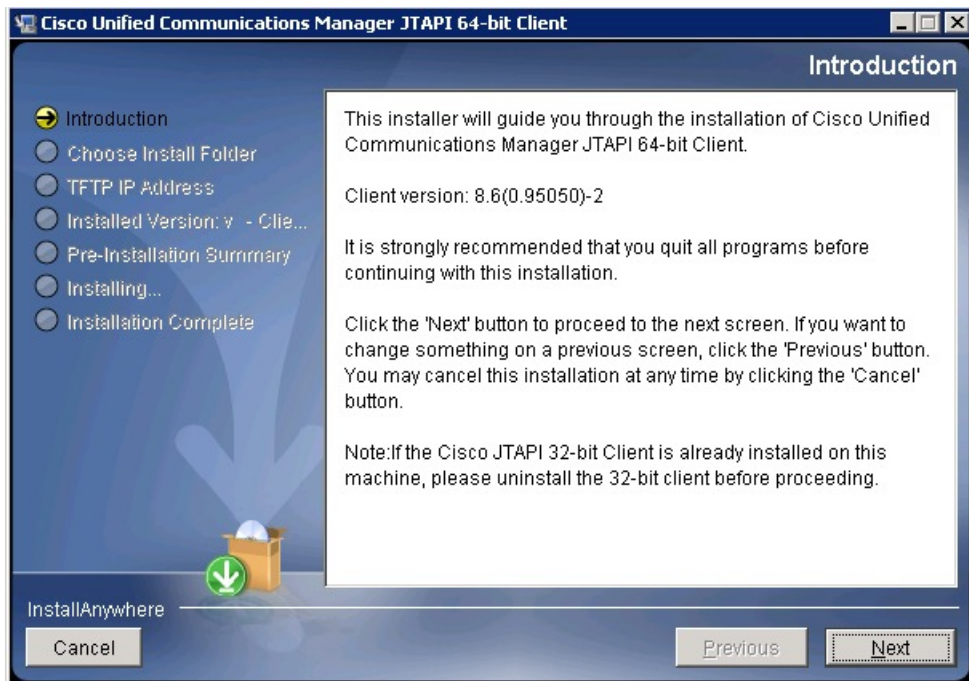 Cisco Unified Communications Manager JTAPI 64-bit Client
Introduction
Introduction
Choose Install Folder
TFTP IP Address
Installed Version: v - Clie...
Pre-Installation Summary
Installing...
Installation Complete
This installer will guide you through the installation of Cisco Unified
Communications Manager JTAPI 64-bit Client.
Client version: 8.6(0.95050)-2
It is strongly recommended that you quit all programs before
continuing with this installation.
Click the 'Next' button to proceed to the next screen. If you want to
change something on a previous screen, click the 'Previous' button.
You may cancel this installation at any time by clicking the 'Cancel'
button.
Note:If the Cisco JTAPI 32-bit Client is already installed on this
machine, please uninstall the 32-bit client before proceeding.
InstallAnywhere
Cancel
Previous
Next